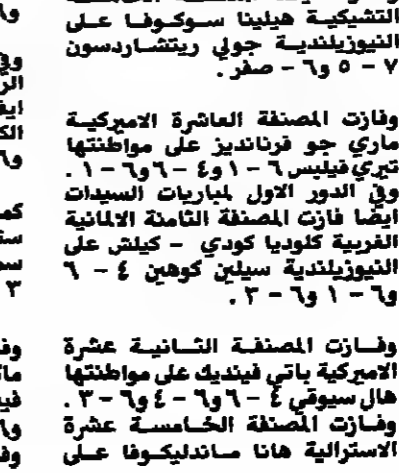 التشيكية هيلينا سوكوفا على
النيوزيلندية جولي ريتشاردسون
٧ - ٥ و٦ - صفر .
وفازت المصنفة العاشرة الاميركية
ماري جو فرنانديز على مواطنتها
تيري فيليبس ٦ - ١ و٤ - ٦ و٦ - ١ .
وفي الدور الاول لمباريات السيدات
ايضا فازت المصنفة الثامنة الالمانية
الغربية كلوديا كودي - كيلش على
النيوزيلندية سيلين كوهين ٤ - ٦
و٦ - ١ و٦ - ٣ .
وفازت المصنفة الثانية عشرة
الاميركية باتي فينديك على مواطنتها
هال سيوفي ٤ - ٦ و٦ - ٤ و٦ - ٣ .
وفازت المصنفة الخامسة عشرة
الاسترالية هانا ماندليكوفا على